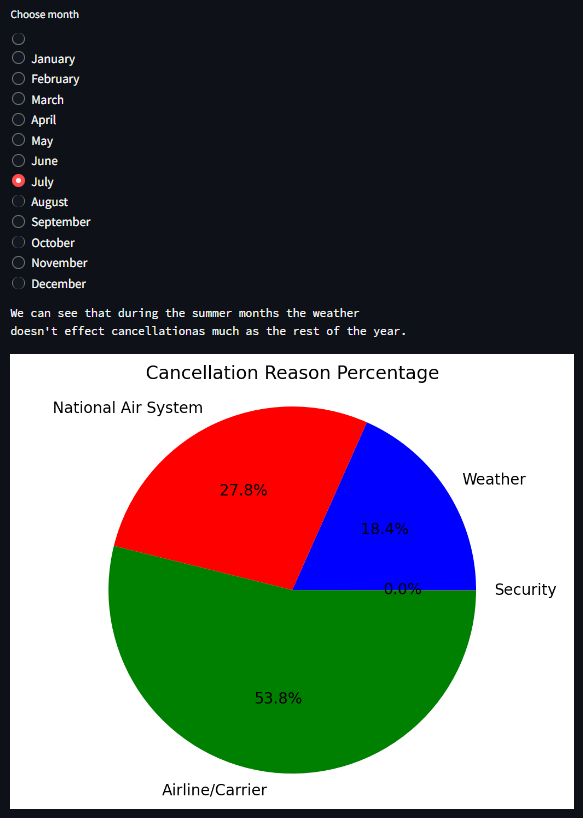 Choose month
January
February
March
April
May
June
July
August
September
October
November
December
We can see that during the summer months the weather
doesn't effect cancellationas much as the rest of the year.
Cancellation Reason Percentage
National Air System
27.8%
Weather
18.4%
0.0%
Security
53.8%
Airline/Carrier